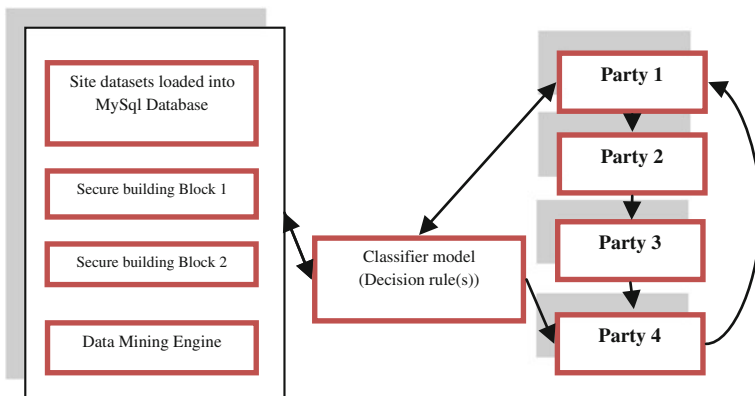 Site datasets loaded into
MySql Database
Secure building Block 1
Secure building Block 2
Data Mining Engine
Classifier model
(Decision rule(s))
Party 1
Party 2
Party 3
Party 4